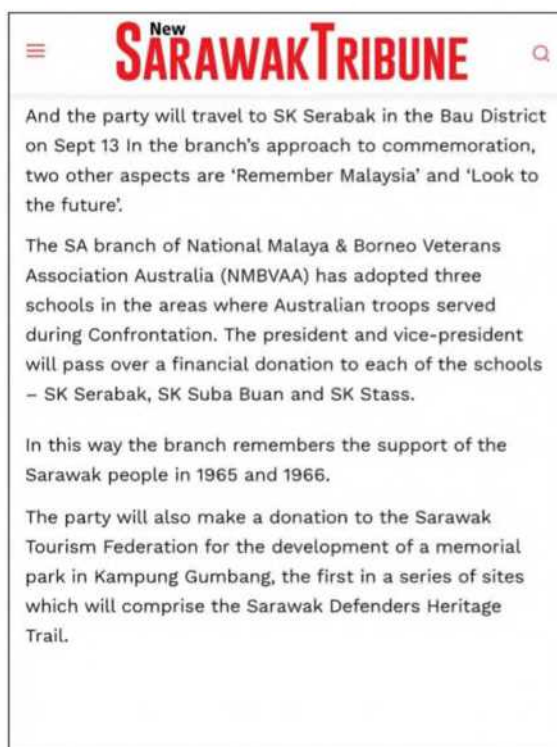 New
SARAWAK TRIBUNE
And the party will travel to SK Serabak in the Bau District
on Sept 13 In the branch's approach to commemoration,
two other aspects are ‘Remember Malaysia’ and ‘Look to
the future’.
The SA branch of National Malaya & Borneo Veterans
Association Australia (NMBVAA) has adopted three
schools in the areas where Australian troops served
during Confrontation. The president and vice-president
will pass over a financial donation to each of the schools
– SK Serabak, SK Suba Buan and SK Stass.
In this way the branch remembers the support of the
Sarawak people in 1965 and 1966.
The party will also make a donation to the Sarawak
Tourism Federation for the development of a memorial
park in Kampung Gumbang, the first in a series of sites
which will comprise the Sarawak Defenders Heritage
Trail.